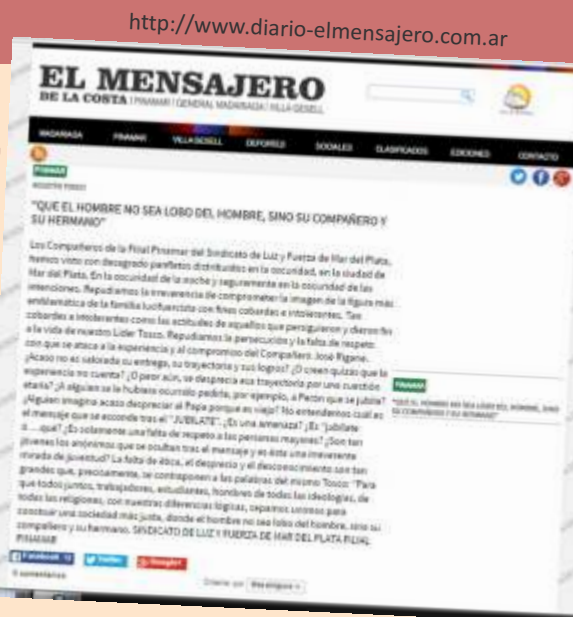 http://www.diario-elmensajero.com.ar
EL MENSAJERO
DE LA COSTA | PINAMAR | GENERAL MADARIAGA | VILLA GESELL
MADARIAGA PINAMAR VILLA GESELL DEPORTES SOCIALES CLASIFICADOS EDICIONES CONTACTO
PINAMAR
AGUSTIN TOSCO
"QUE EL HOMBRE NO SEA LOBO DEL HOMBRE, SINO SU COMPAÑERO Y
SU HERMANO"
Los Compañeros de la Filial Pinamar del Sindicato de Luz y Fuerza de Mar del Plata,
hemos visto con desagrado panfletos distribuidos en la oscuridad, en la ciudad de
Mar del Plata. En la oscuridad de la noche y seguramente en la oscuridad de las
intenciones. Repudiamos la irreverencia de comprometer la imagen de la figura más
emblemática de la familia lucifuercista con fines cobardes e intolerantes. Tan
cobardes e intolerantes como las actitudes de aquellos que persiguieron y dieron fin
a la vida de nuestro Líder Tosco. Repudiamos la persecución y la falta de respeto
con que se ataca a la experiencia y al compromiso del Compañero José Rigane.
¿Acaso no es valorada su entrega, su trayectoria y sus logros? ¿O creen quizás que la
experiencia no cuenta? ¿O peor aún, se desprecia esa trayectoria por una cuestión
etaria? ¿A alguien se le hubiera ocurrido pedirle, por ejemplo, a Perón que se jubile?
¿Alguien imagina acaso despreciar al Papa porque es viejo? No entendemos cuál es
el mensaje que se esconde tras el "JUBILATE". ¿Es una amenaza? ¿Es "jubilate
o .....qué? ¿Es solamente una falta de respeto a las personas mayores? ¿Son tan
jóvenes los anónimos que se ocultan tras el mensaje y es ésta una irreverente
mirada de juventud? La falta de ética, el desprecio y el desconocimiento son tan
grandes que, precisamente, se contraponen a las palabras del mismo Tosco: "Para
que todos juntos, trabajadores, estudiantes, hombres de todas las ideologías, de
todas las religiones, con nuestras diferencias lógicas, sepamos unirnos para
construir una sociedad más justa, donde el hombre no sea lobo del hombre, sino su
compañero y su hermano. SINDICATO DE LUZ Y FUERZA DE MAR DEL PLATA FILIAL
PINAMAR
PINAMAR
"QUE EL HOMBRE NO SEA LOBO DEL HOMBRE, SINO
SU COMPAÑERO Y SU HERMANO"
Facebook 12 Twitter Google+
0 comentarios
Ordenar por Más antiguos